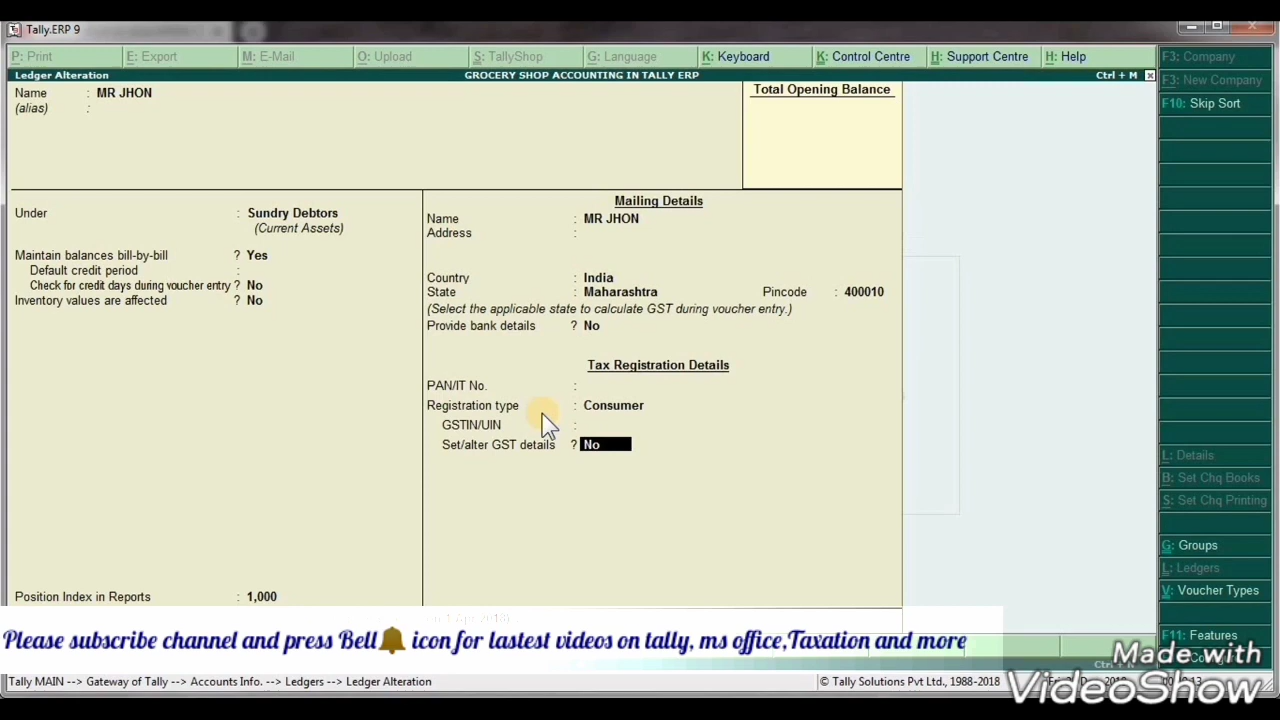 Tally.ERP 9
P: Print E: Export M: E-Mail O: Upload S: TallyShop G: Language K: Keyboard K: Control Centre H: Support Centre H: Help
F3: Company
Ledger Alteration GROCERY SHOP ACCOUNTING IN TALLY ERP Ctrl + M
F3: New Company
F10: Skip Sort
Name : MR JHON
(alias) :
Total Opening Balance
Under : Sundry Debtors
(Current Assets)
Maintain balances bill-by-bill ? Yes
Default credit period :
Check for credit days during voucher entry ? No
Inventory values are affected ? No
Position Index in Reports : 1,000
Mailing Details
Name : MR JHON
Address :
Country : India
State : Maharashtra Pincode : 400010
(Select the applicable state to calculate GST during voucher entry.)
Provide bank details ? No
Tax Registration Details
PAN/IT No. :
Registration type : Consumer
GSTIN/UIN :
Set/alter GST details ? No
L: Details
B: Set Chq Books
S: Set Chq Printing
G: Groups
L: Ledgers
V: Voucher Types
F11: Features
Please subscribe channel and press Bell icon for lastest videos on tally, ms office,Taxation and more
Made with
VideoShow
Tally MAIN --> Gateway of Tally --> Accounts Info. --> Ledgers --> Ledger Alteration © Tally Solutions Pvt Ltd., 1988-2018